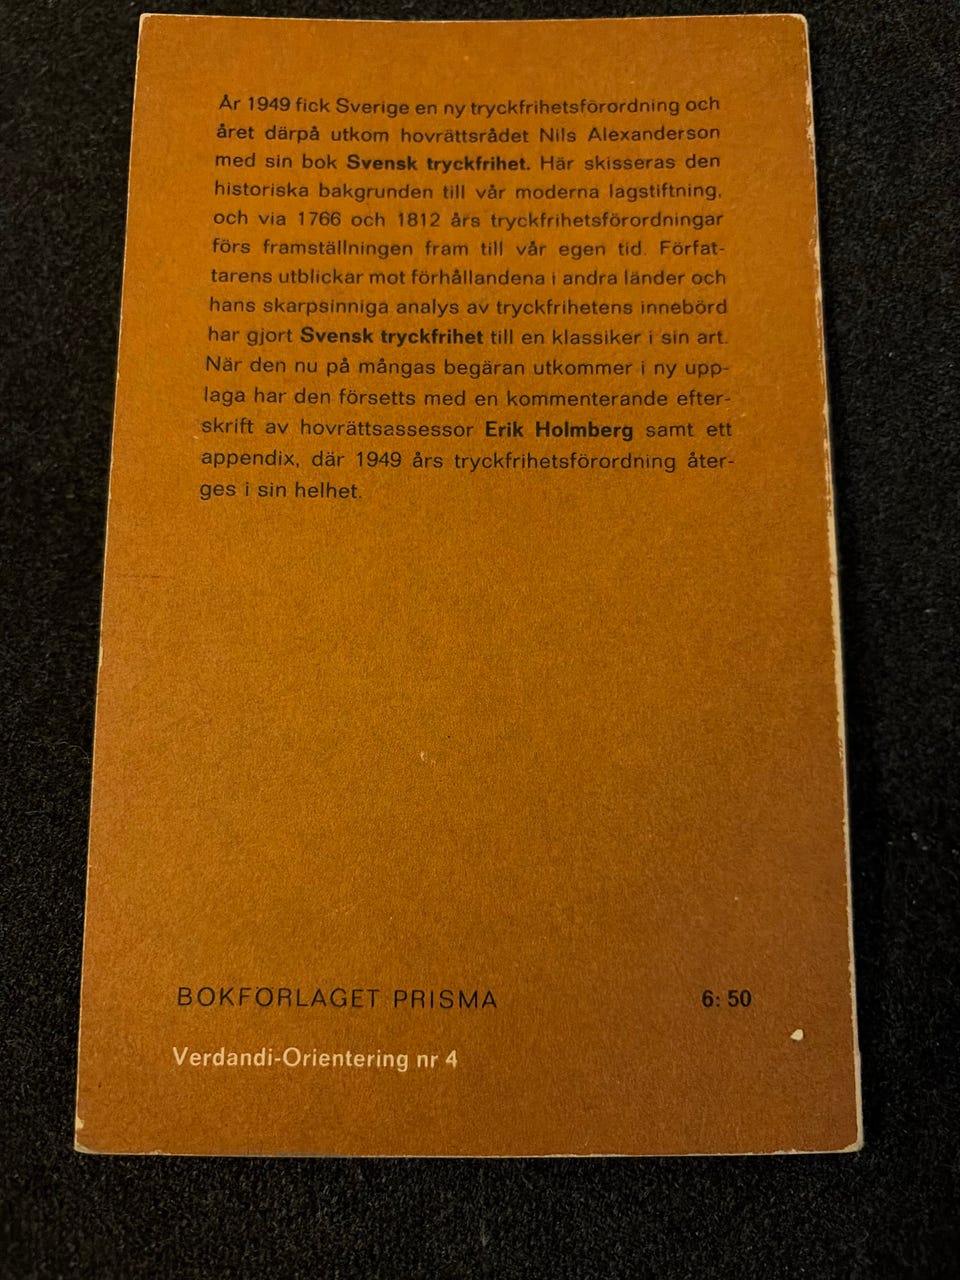 År 1949 fick Sverige en ny tryckfrihetsförordning och
året därpå utkom hovrättsrådet Nils Alexanderson
med sin bok Svensk tryckfrihet. Här skisseras den
historiska bakgrunden till vår moderna lagstiftning,
och via 1766 och 1812 års tryckfrihetsförordningar
förs framställningen fram till vår egen tid. Förfat-
tarens utblickar mot förhållandena i andra länder och
hans skarpsinniga analys av tryckfrihetens innebörd
har gjort Svensk tryckfrihet till en klassiker i sin art.
När den nu på mångas begäran utkommer i ny upp-
laga har den försetts med en kommenterande efter-
skrift av hovrättsassessor Erik Holmberg samt ett
appendix, där 1949 års tryckfrihetsförordning åter-
ges i sin helhet.
BOKFÖRLAGET PRISMA 6: 50
Verdandi-Orientering nr 4